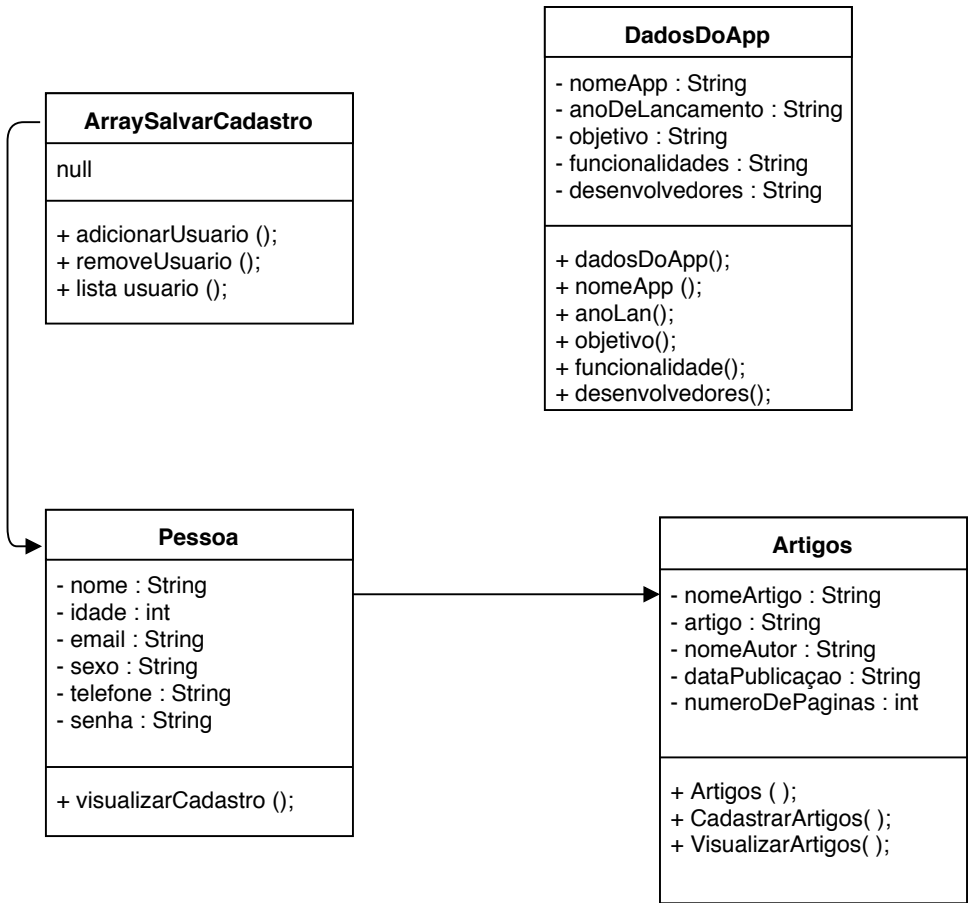 DadosDoApp
- nomeApp : String
- anoDeLancamento : String
- objetivo : String
- funcionalidades : String
- desenvolvedores : String
+ dadosDoApp();
+ nomeApp ();
+ anoLan();
+ objetivo();
+ funcionalidade();
+ desenvolvedores();
ArraySalvarCadastro
null
+ adicionarUsuario ();
+ removeUsuario ();
+ lista usuario ();
Pessoa
- nome : String
- idade : int
- email : String
- sexo : String
- telefone : String
- senha : String
+ visualizarCadastro ();
Artigos
- nomeArtigo : String
- artigo : String
- nomeAutor : String
- dataPublicaçao : String
- numeroDePaginas : int
+ Artigos ( );
+ CadastrarArtigos( );
+ VisualizarArtigos( );